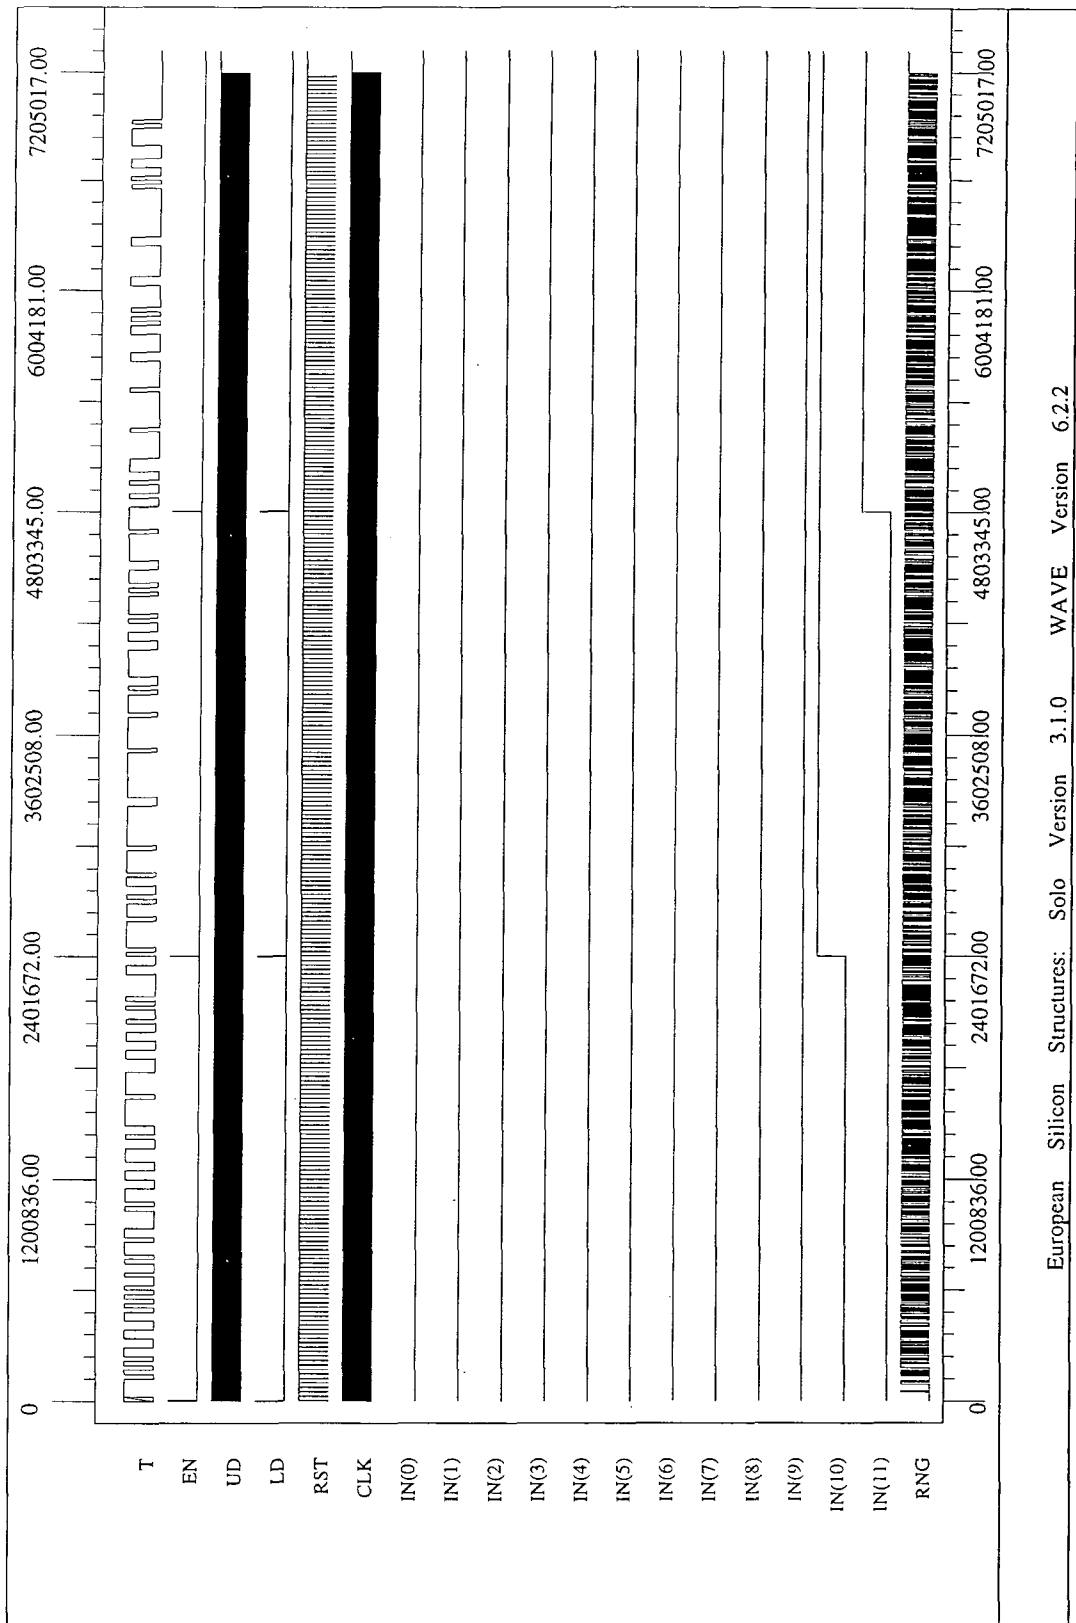 0 1200836.00 2401672.00 3602508.00 4803345.00 6004181.00 7205017.00
T
EN
UD
LD
RST
CLK
IN(0)
IN(1)
IN(2)
IN(3)
IN(4)
IN(5)
IN(6)
IN(7)
IN(8)
IN(9)
IN(10)
IN(11)
RNG
0 1200836.00 2401672.00 3602508.00 4803345.00 6004181.00 7205017.00
European Silicon Structures: Solo Version 3.1.0 WAVE Version 6.2.2